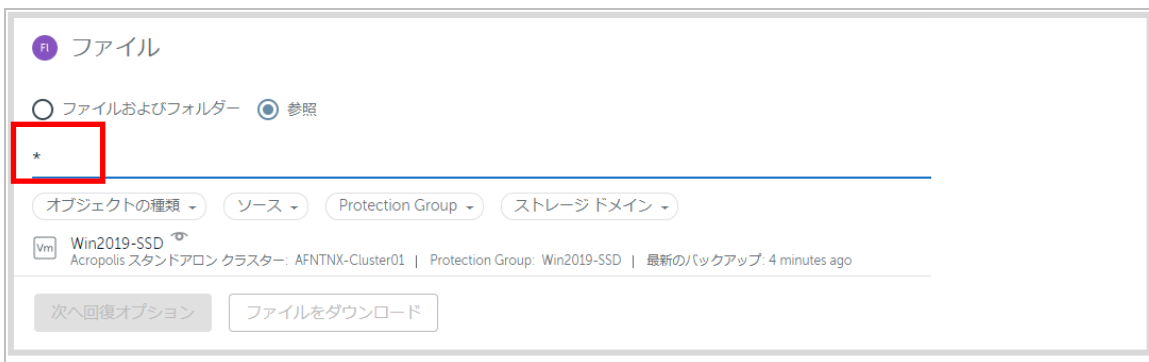 FI ファイル
ファイルおよびフォルダー 参照
*
オブジェクトの種類 ソース Protection Group ストレージ ドメイン
Vm Win2019-SSD
Acropolis スタンドアロン クラスター: AFNTNX-Cluster01 | Protection Group: Win2019-SSD | 最新のバックアップ: 4 minutes ago
次へ回復オプション ファイルをダウンロード